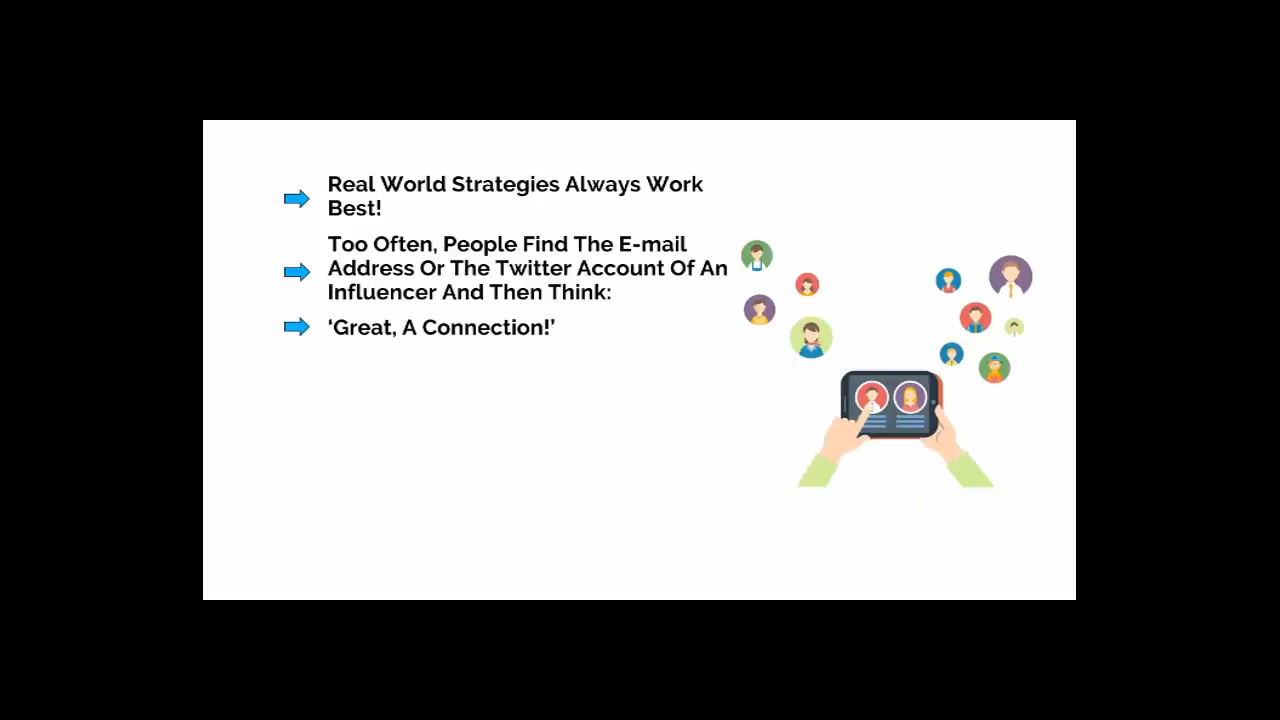 Real World Strategies Always Work
Best!
Too Often, People Find The E-mail
Address Or The Twitter Account Of An
Influencer And Then Think:
‘Great, A Connection!’